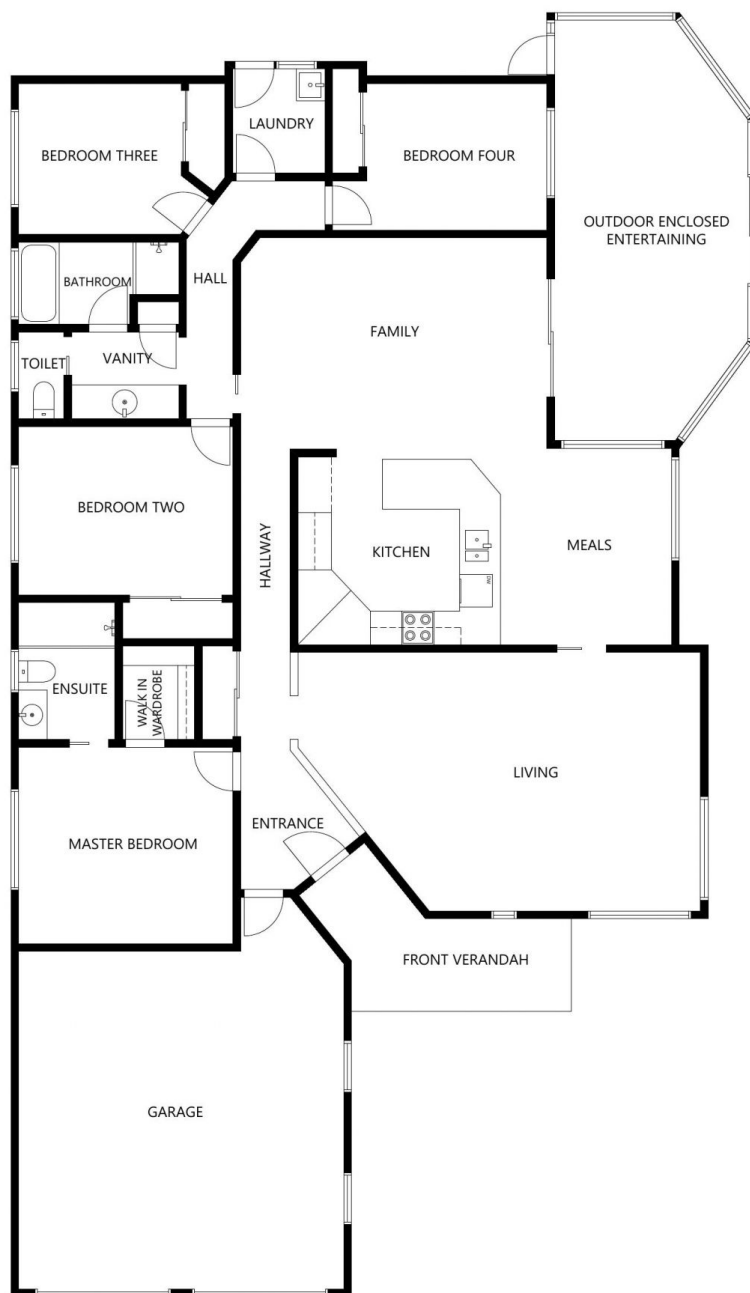 LAUNDRY
BEDROOM THREE
BEDROOM FOUR
OUTDOOR ENCLOSED
ENTERTAINING
BATHROOM
HALL
FAMILY
TOILET
VANITY
BEDROOM TWO
HALLWAY
KITCHEN
MEALS
DW
ENSUITE
WALK IN
WARDROBE
LIVING
ENTRANCE
MASTER BEDROOM
FRONT VERANDAH
GARAGE